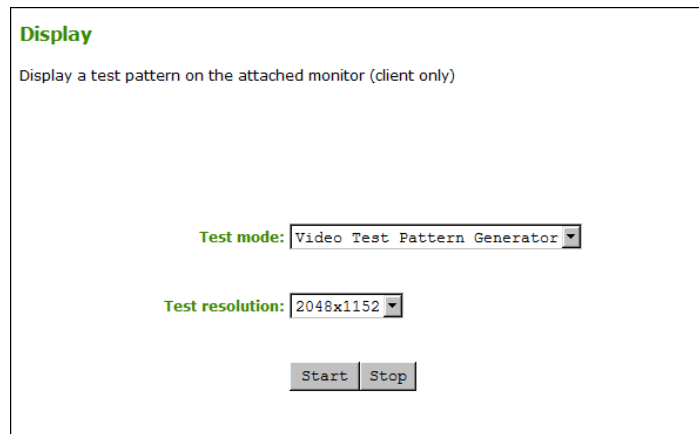 Display
Display a test pattern on the attached monitor (client only)
Test mode: Video Test Pattern Generator
Test resolution: 2048x1152
Start Stop